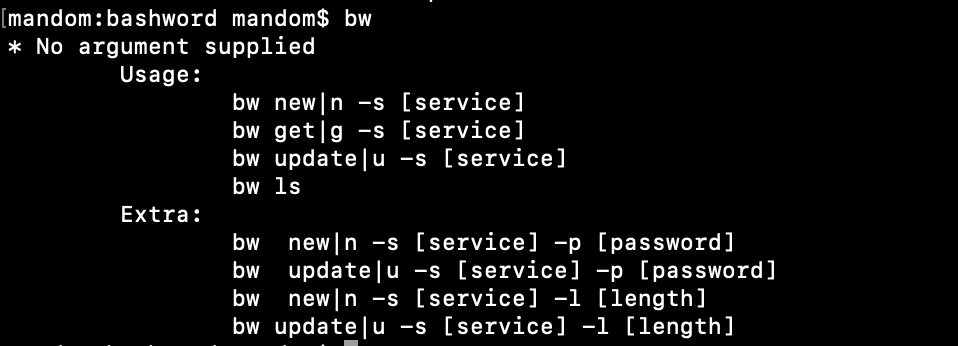 [mandom:bashword mandom$ bw
* No argument supplied
Usage:
bw new|n -s [service]
bw get|g -s [service]
bw update|u -s [service]
bw ls
Extra:
bw  new|n -s [service] -p [password]
bw  update|u -s [service] -p [password]
bw  new|n -s [service] -l [length]
bw update|u -s [service] -l [length]